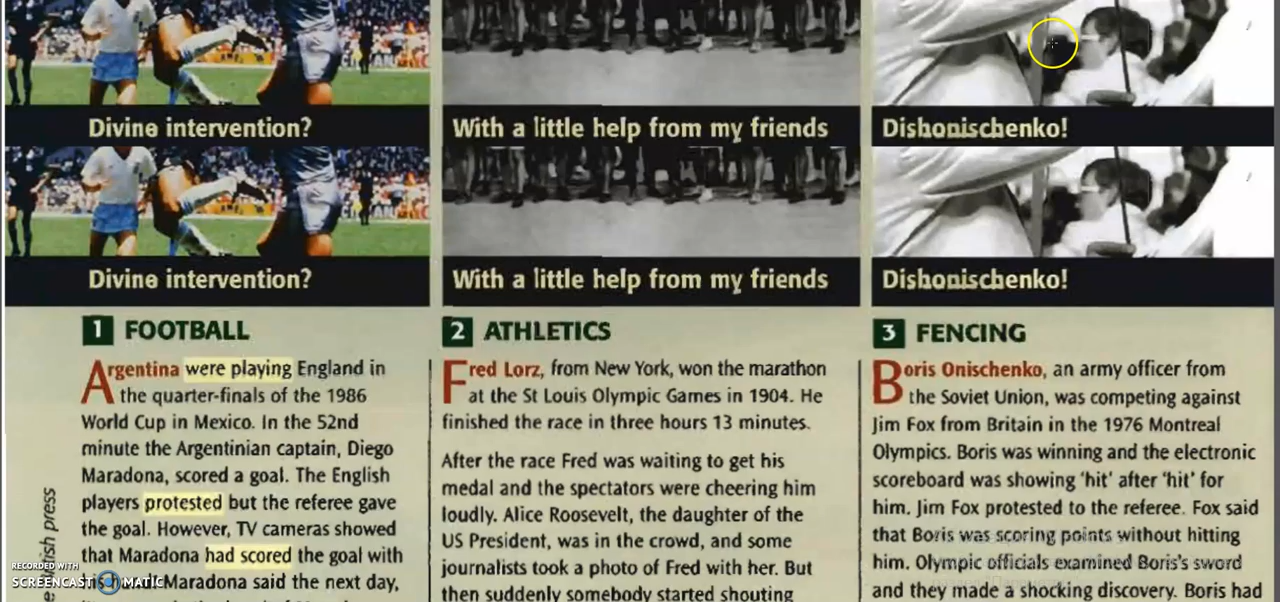 Divine intervention?
With a little help from my friends
Dishonischenko!
Divine intervention?
With a little help from my friends
Dishonischenko!
1 FOOTBALL
Argentina were playing England in
the quarter-finals of the 1986
World Cup in Mexico. In the 52nd
minute the Argentinian captain, Diego
Maradona, scored a goal. The English
players protested but the referee gave
the goal. However, TV cameras showed
that Maradona had scored the goal with
his hand! Maradona said the next day,
2 ATHLETICS
Fred Lorz, from New York, won the marathon
at the St Louis Olympic Games in 1904. He
finished the race in three hours 13 minutes.
After the race Fred was waiting to get his
medal and the spectators were cheering him
loudly. Alice Roosevelt, the daughter of the
US President, was in the crowd, and some
journalists took a photo of Fred with her. But
then suddenly somebody started shouting
3 FENCING
Boris Onischenko, an army officer from
the Soviet Union, was competing against
Jim Fox from Britain in the 1976 Montreal
Olympics. Boris was winning and the electronic
scoreboard was showing 'hit' after 'hit' for
him. Jim Fox protested to the referee. Fox said
that Boris was scoring points without hitting
him. Olympic officials examined Boris's sword
and they made a shocking discovery. Boris had
press
RECORDED WITH
SCREENCAST MATIC